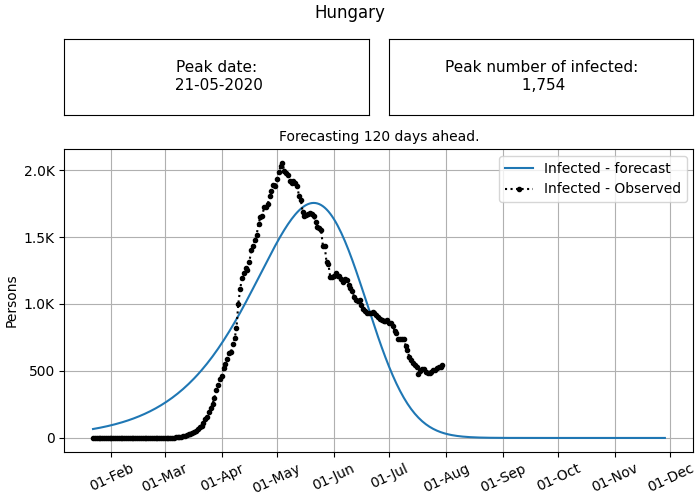 Hungary
Peak date:
21-05-2020
Peak number of infected:
1,754
Forecasting 120 days ahead.
Infected - forecast
Infected - Observed
Persons
2.0K
1.5K
1.0K
500
0
01-Feb
01-Mar
01-Apr
01-May
01-Jun
01-Jul
01-Aug
01-Sep
01-Oct
01-Nov
01-Dec